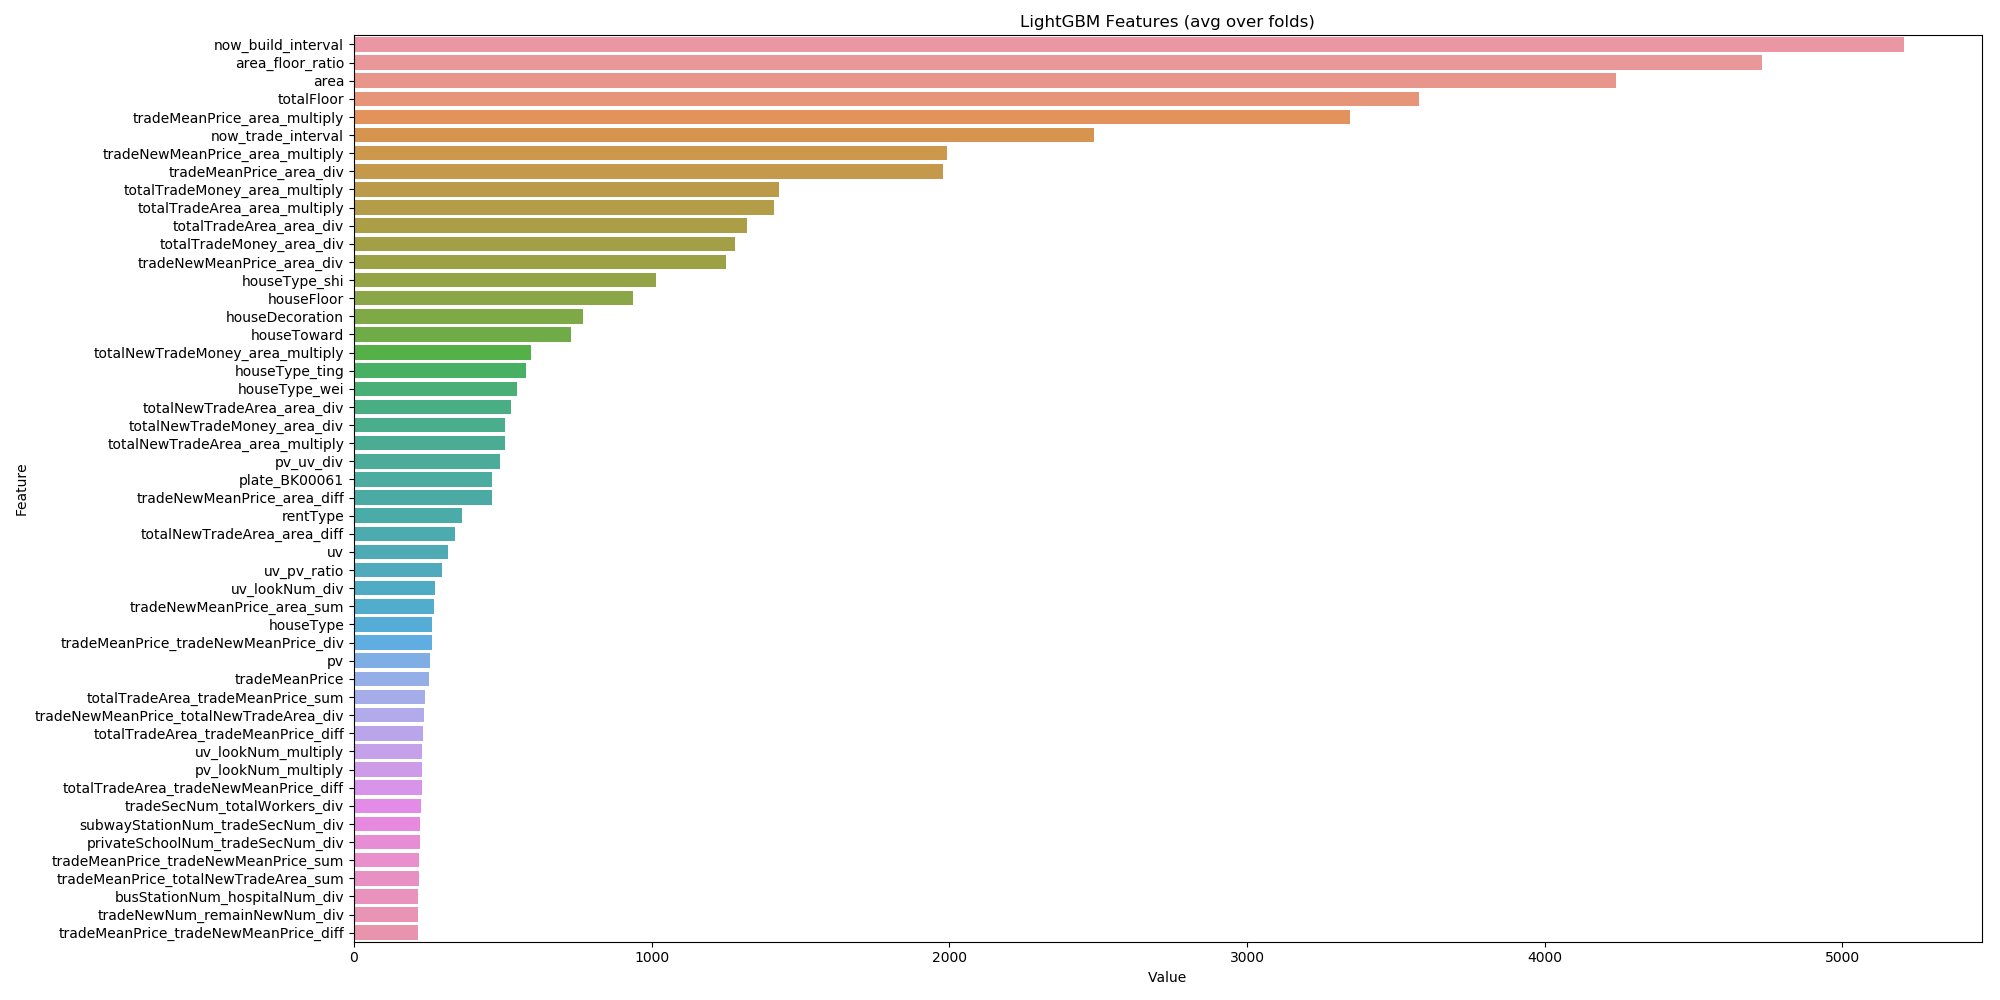 LightGBM Features (avg over folds)
now_build_interval
area_floor_ratio
area
totalFloor
tradeMeanPrice_area_multiply
now_trade_interval
tradeNewMeanPrice_area_multiply
tradeMeanPrice_area_div
totalTradeMoney_area_multiply
totalTradeArea_area_multiply
totalTradeArea_area_div
totalTradeMoney_area_div
tradeNewMeanPrice_area_div
houseType_shi
houseFloor
houseDecoration
houseToward
totalNewTradeMoney_area_multiply
houseType_ting
houseType_wei
totalNewTradeArea_area_div
totalNewTradeMoney_area_div
totalNewTradeArea_area_multiply
pv_uv_div
plate_BK00061
tradeNewMeanPrice_area_diff
rentType
totalNewTradeArea_area_diff
uv
uv_pv_ratio
uv_lookNum_div
tradeNewMeanPrice_area_sum
houseType
tradeMeanPrice_tradeNewMeanPrice_div
pv
tradeMeanPrice
totalTradeArea_tradeMeanPrice_sum
tradeNewMeanPrice_totalNewTradeArea_div
totalTradeArea_tradeMeanPrice_diff
uv_lookNum_multiply
pv_lookNum_multiply
totalTradeArea_tradeNewMeanPrice_diff
tradeSecNum_totalWorkers_div
subwayStationNum_tradeSecNum_div
privateSchoolNum_tradeSecNum_div
tradeMeanPrice_tradeNewMeanPrice_sum
tradeMeanPrice_totalNewTradeArea_sum
busStationNum_hospitalNum_div
tradeNewNum_remainNewNum_div
tradeMeanPrice_tradeNewMeanPrice_diff
Feature
0 1000 2000 3000 4000 5000
Value